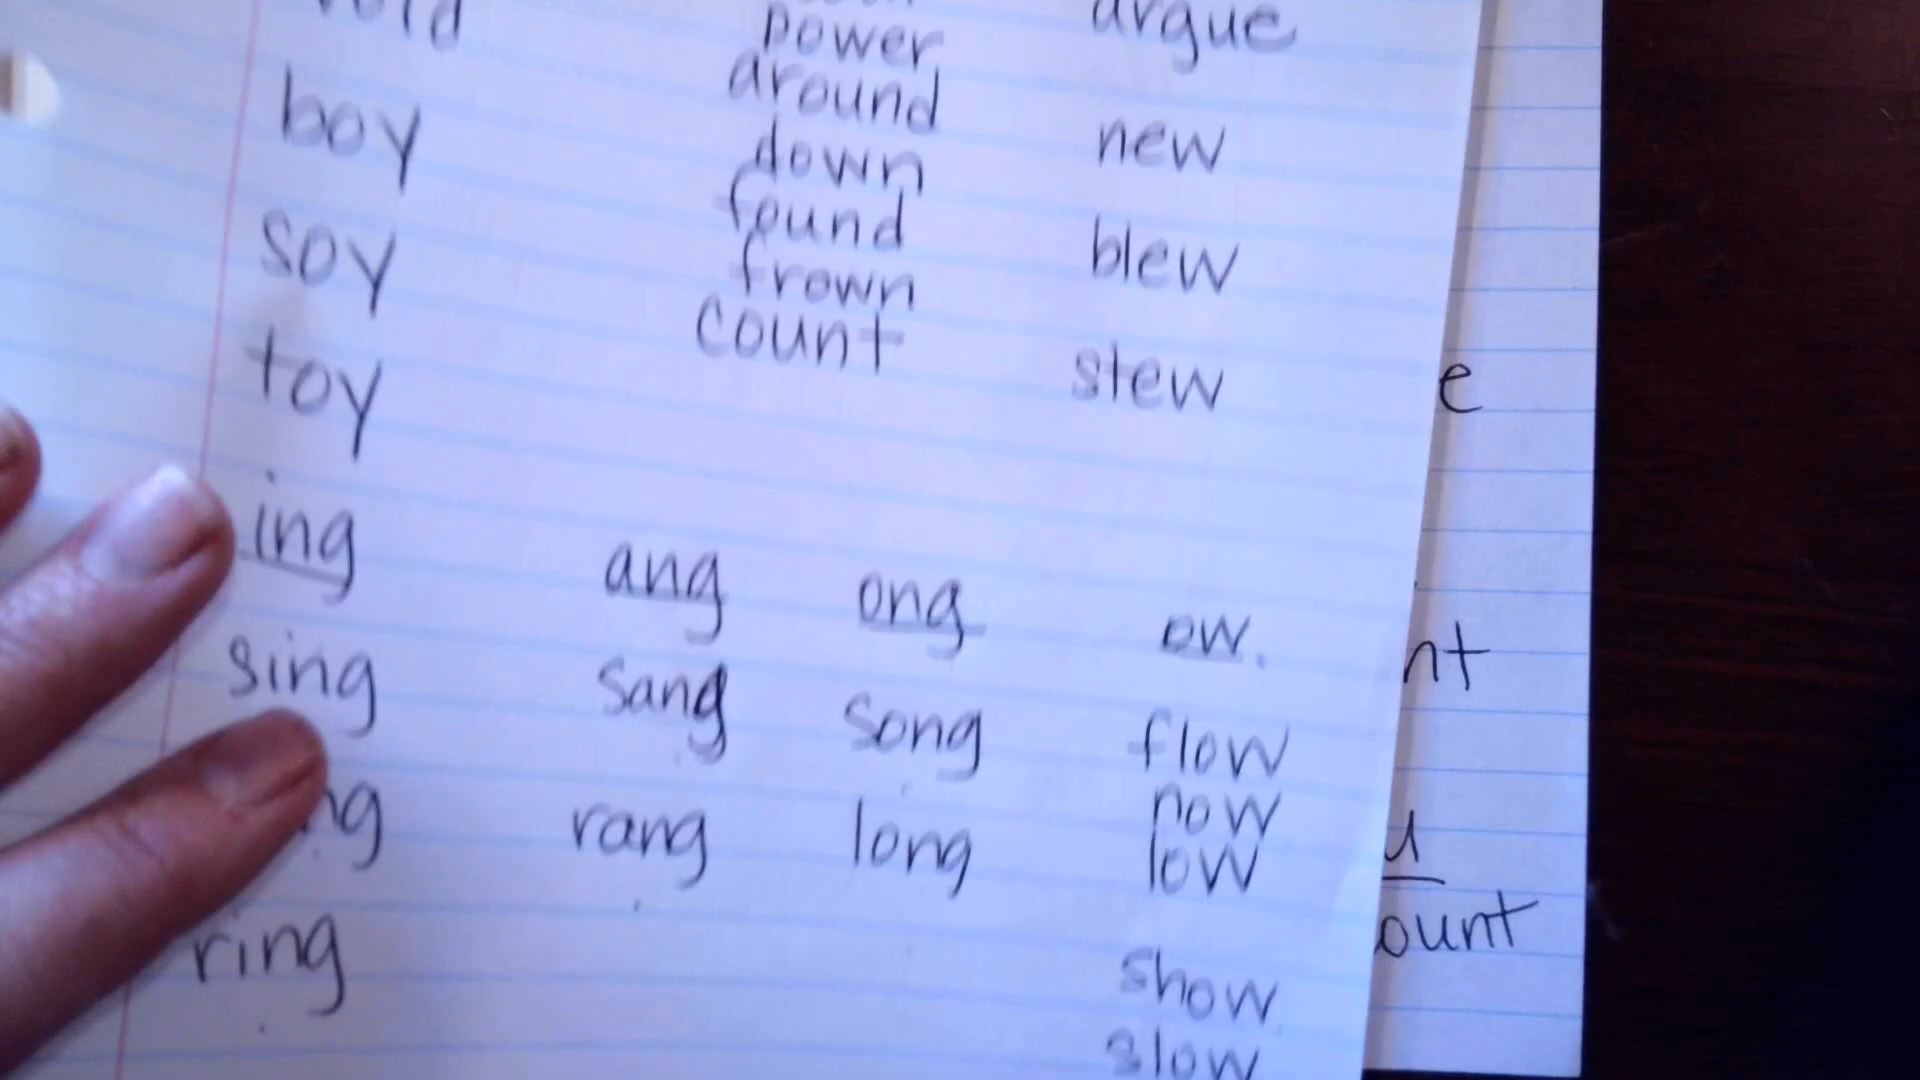 power argue
around
boy new
down
found
soy blew
frown
count
toy stew
e
ing ang ong ow.
nt
sing sang song flow
ng rang long now
low
u
ount
ring
show
slow